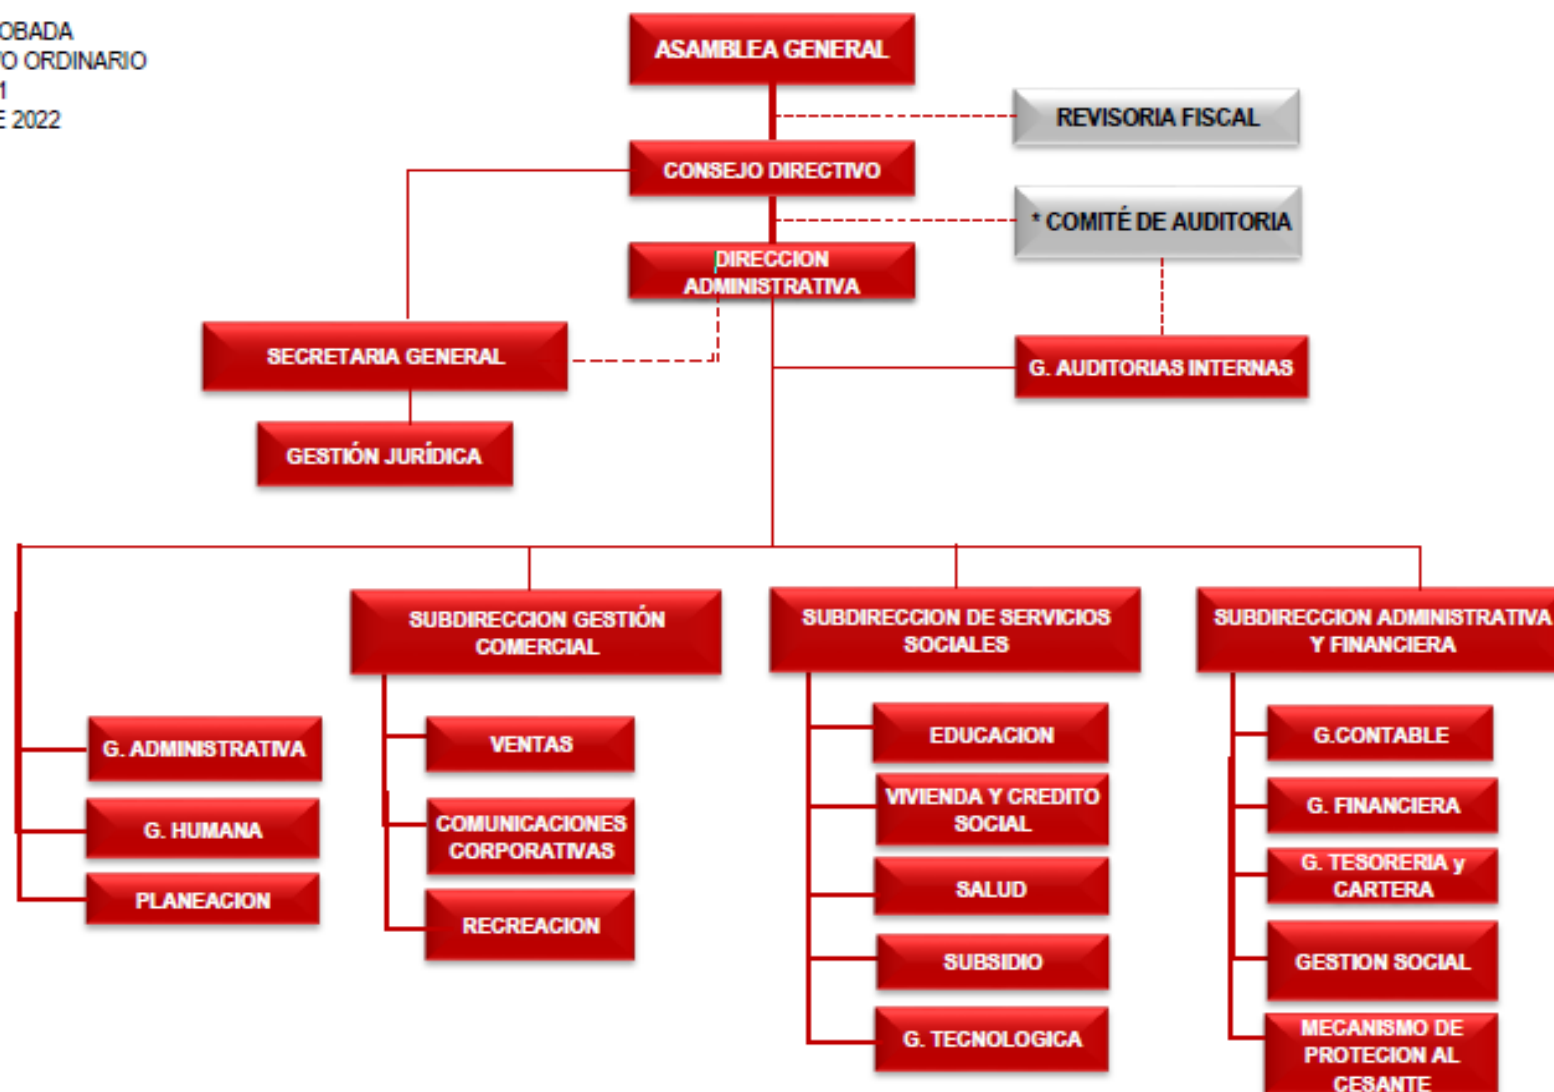 OBADA
O ORDINARIO
1
E 2022
ASAMBLEA GENERAL
REVISORIA FISCAL
CONSEJO DIRECTIVO
* COMITÉ DE AUDITORIA
DIRECCION
ADMINISTRATIVA
SECRETARIA GENERAL
G. AUDITORIAS INTERNAS
GESTIÓN JURÍDICA
SUBDIRECCION GESTIÓN
COMERCIAL
SUBDIRECCION DE SERVICIOS
SOCIALES
SUBDIRECCION ADMINISTRATIVA
Y FINANCIERA
G. ADMINISTRATIVA
G. HUMANA
PLANEACION
VENTAS
COMUNICACIONES
CORPORATIVAS
RECREACION
EDUCACION
VIVIENDA Y CREDITO
SOCIAL
SALUD
SUBSIDIO
G. TECNOLOGICA
G.CONTABLE
G. FINANCIERA
G. TESORERIA y
CARTERA
GESTION SOCIAL
MECANISMO DE
PROTECION AL
CESANTE